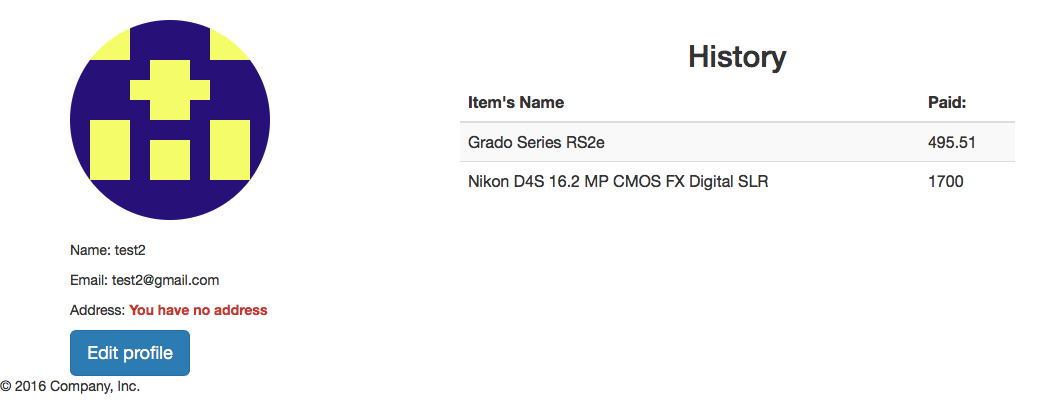 History
Item's Name Paid:
Grado Series RS2e 495.51
Nikon D4S 16.2 MP CMOS FX Digital SLR 1700
Name: test2
Email: test2@gmail.com
Address: You have no address
Edit profile
© 2016 Company, Inc.